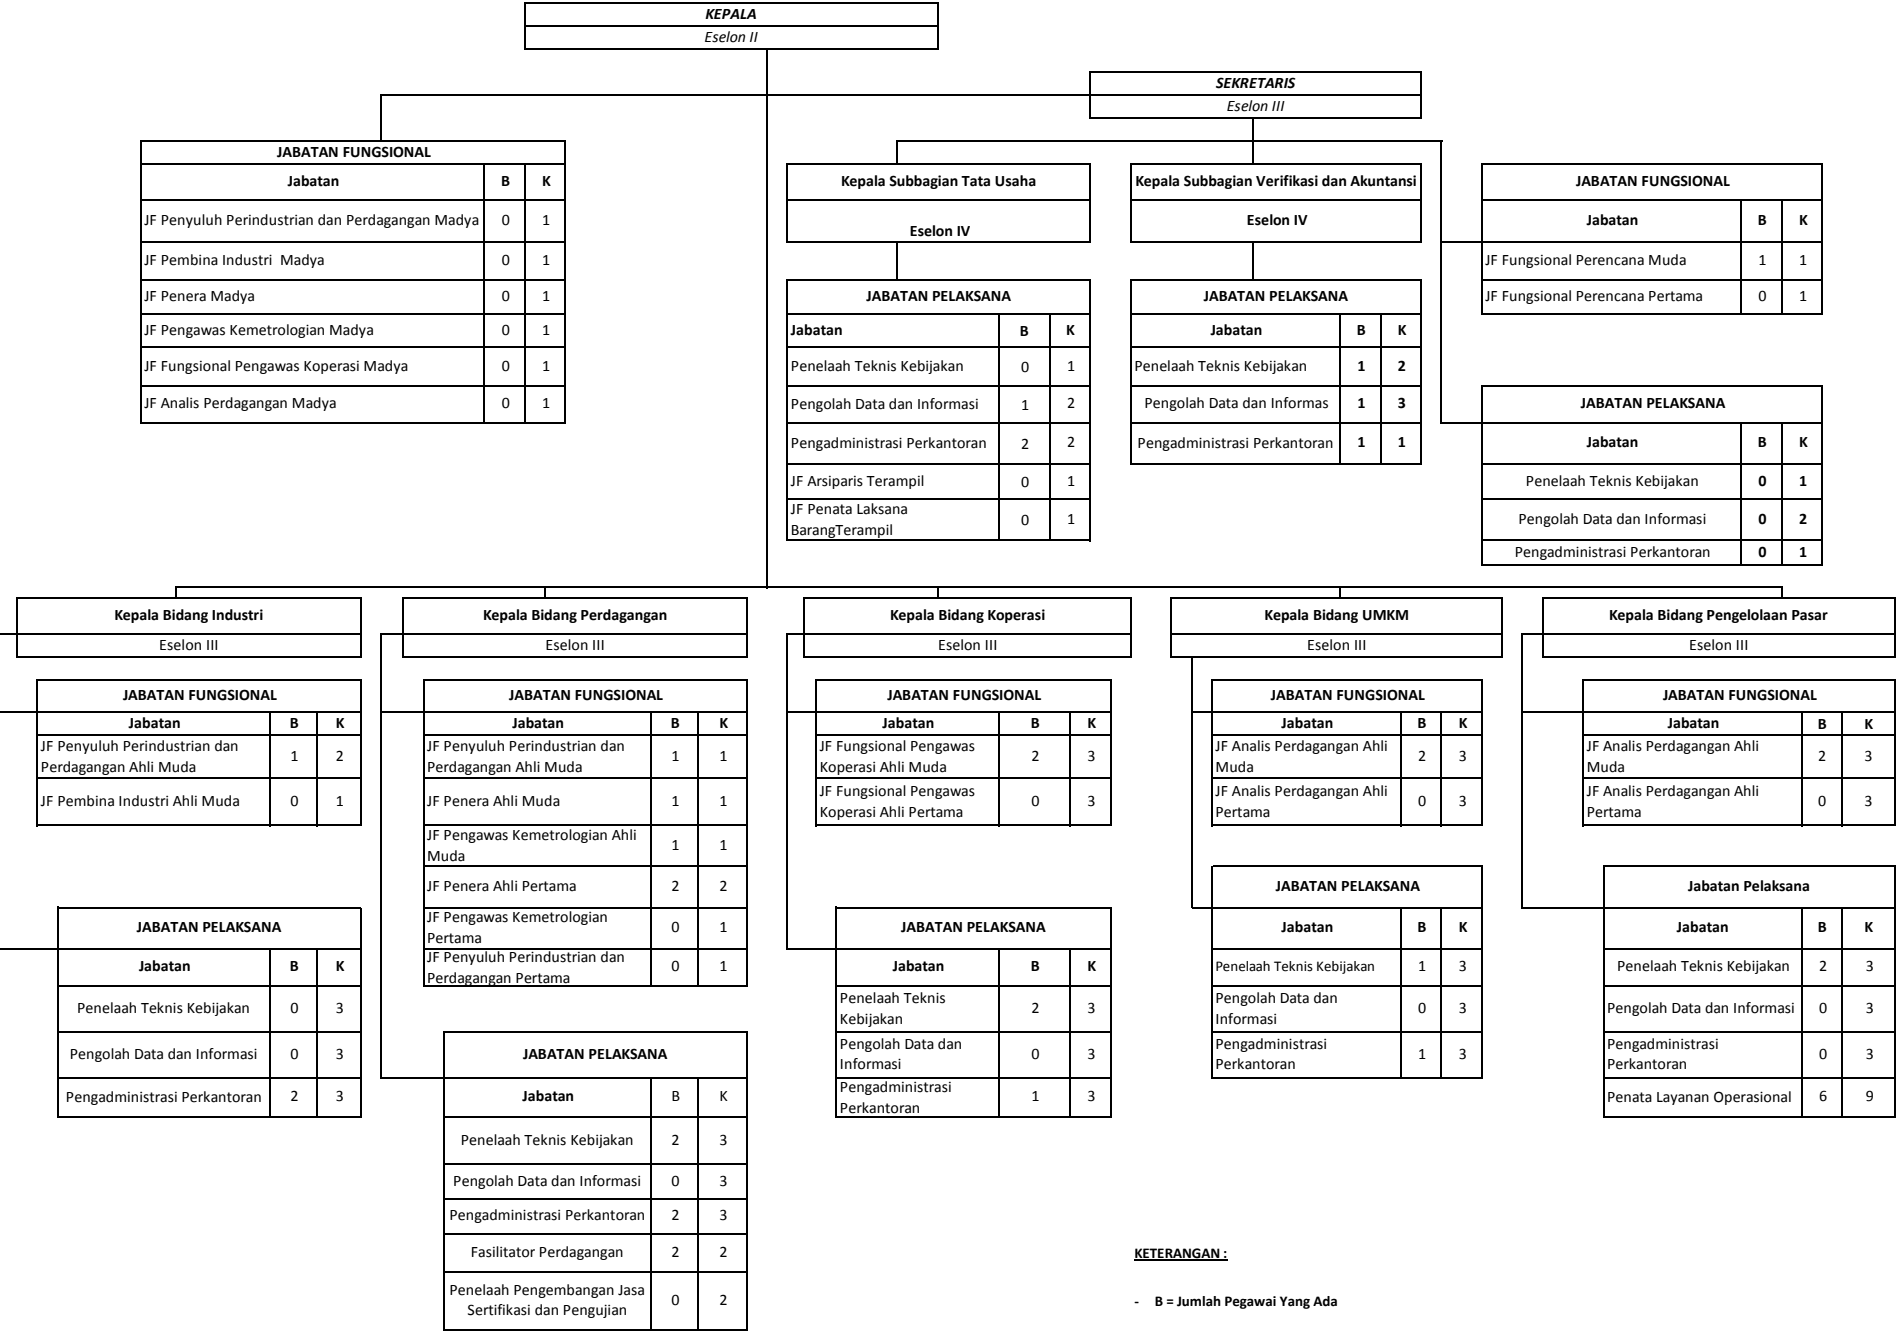 KEPALA
Eselon II
SEKRETARIS
Eselon III
JABATAN FUNGSIONAL
Jabatan B K
JF Penyuluh Perindustrian dan Perdagangan Madya 0 1
JF Pembina Industri  Madya 0 1
JF Penera Madya 0 1
JF Pengawas Kemetrologian Madya 0 1
JF Fungsional Pengawas Koperasi Madya 0 1
JF Analis Perdagangan Madya 0 1
Kepala Subbagian Tata Usaha
Eselon IV
JABATAN PELAKSANA
Jabatan B K
Penelaah Teknis Kebijakan 0 1
Pengolah Data dan Informasi 1 2
Pengadministrasi Perkantoran 2 2
JF Arsiparis Terampil 0 1
JF Penata Laksana
BarangTerampil 0 1
Kepala Subbagian Verifikasi dan Akuntansi
Eselon IV
JABATAN PELAKSANA
Jabatan B K
Penelaah Teknis Kebijakan 1 2
Pengolah Data dan Informas 1 3
Pengadministrasi Perkantoran 1 1
JABATAN FUNGSIONAL
Jabatan B K
JF Fungsional Perencana Muda 1 1
JF Fungsional Perencana Pertama 0 1
JABATAN PELAKSANA
Jabatan B K
Penelaah Teknis Kebijakan 0 1
Pengolah Data dan Informasi 0 2
Pengadministrasi Perkantoran 0 1
Kepala Bidang Industri
Eselon III
JABATAN FUNGSIONAL
Jabatan B K
JF Penyuluh Perindustrian dan
Perdagangan Ahli Muda 1 2
JF Pembina Industri Ahli Muda 0 1
JABATAN PELAKSANA
Jabatan B K
Penelaah Teknis Kebijakan 0 3
Pengolah Data dan Informasi 0 3
Pengadministrasi Perkantoran 2 3
Kepala Bidang Perdagangan
Eselon III
JABATAN FUNGSIONAL
Jabatan B K
JF Penyuluh Perindustrian dan
Perdagangan Ahli Muda 1 1
JF Penera Ahli Muda 1 1
JF Pengawas Kemetrologian Ahli
Muda 1 1
JF Penera Ahli Pertama 2 2
JF Pengawas Kemetrologian
Pertama 0 1
JF Penyuluh Perindustrian dan
Perdagangan Pertama 0 1
JABATAN PELAKSANA
Jabatan B K
Penelaah Teknis Kebijakan 2 3
Pengolah Data dan Informasi 0 3
Pengadministrasi Perkantoran 2 3
Fasilitator Perdagangan 2 2
Penelaah Pengembangan Jasa
Sertifikasi dan Pengujian 0 2
Kepala Bidang Koperasi
Eselon III
JABATAN FUNGSIONAL
Jabatan B K
JF Fungsional Pengawas
Koperasi Ahli Muda 2 3
JF Fungsional Pengawas
Koperasi Ahli Pertama 0 3
JABATAN PELAKSANA
Jabatan B K
Penelaah Teknis
Kebijakan 2 3
Pengolah Data dan
Informasi 0 3
Pengadministrasi
Perkantoran 1 3
Kepala Bidang UMKM
Eselon III
JABATAN FUNGSIONAL
Jabatan B K
JF Analis Perdagangan Ahli
Muda 2 3
JF Analis Perdagangan Ahli
Pertama 0 3
JABATAN PELAKSANA
Jabatan B K
Penelaah Teknis Kebijakan 1 3
Pengolah Data dan
Informasi 0 3
Pengadministrasi
Perkantoran 1 3
Kepala Bidang Pengelolaan Pasar
Eselon III
JABATAN FUNGSIONAL
Jabatan B K
JF Analis Perdagangan Ahli
Muda 2 3
JF Analis Perdagangan Ahli
Pertama 0 3
Jabatan Pelaksana
Jabatan B K
Penelaah Teknis Kebijakan 2 3
Pengolah Data dan Informasi 0 3
Pengadministrasi
Perkantoran 0 3
Penata Layanan Operasional 6 9
KETERANGAN :
- B = Jumlah Pegawai Yang Ada